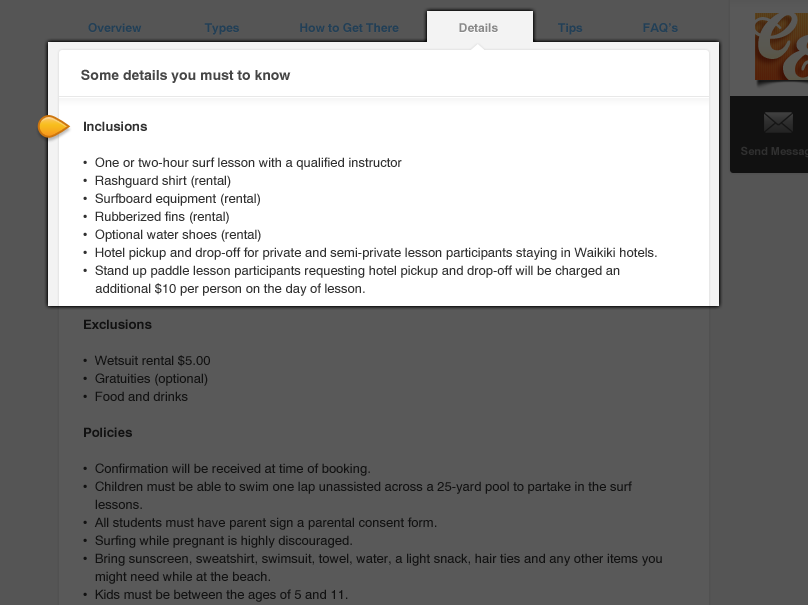 Overview
Types
How to Get There
Details
Tips
FAQ's
Some details you must to know
Inclusions
• One or two-hour surf lesson with a qualified instructor
• Rashguard shirt (rental)
• Surfboard equipment (rental)
• Rubberized fins (rental)
• Optional water shoes (rental)
• Hotel pickup and drop-off for private and semi-private lesson participants staying in Waikiki hotels.
• Stand up paddle lesson participants requesting hotel pickup and drop-off will be charged an
additional $10 per person on the day of lesson.
Exclusions
• Wetsuit rental $5.00
• Gratuities (optional)
• Food and drinks
Policies
• Confirmation will be received at time of booking.
• Children must be able to swim one lap unassisted across a 25-yard pool to partake in the surf
lessons.
• All students must have parent sign a parental consent form.
• Surfing while pregnant is highly discouraged.
• Bring sunscreen, sweatshirt, swimsuit, towel, water, a light snack, hair ties and any other items you
might need while at the beach.
• Kids must be between the ages of 5 and 11.
Send